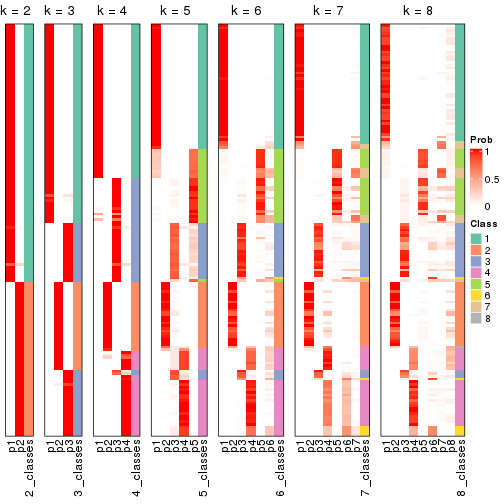 k = 2 k = 3 k = 4 k = 5 k = 6 k = 7 k = 8
Prob
1
0.5
0
Class
1
2
3
4
5
6
7
8
p1 p2 2_classes
p1 p2 p3 3_classes
p1 p2 p3 p4 4_classes
p1 p2 p3 p4 p5 5_classes
p1 p2 p3 p4 p5 p6 6_classes
p1 p2 p3 p4 p5 p6 p7 7_classes
p1 p2 p3 p4 p5 p6 p7 p8 8_classes